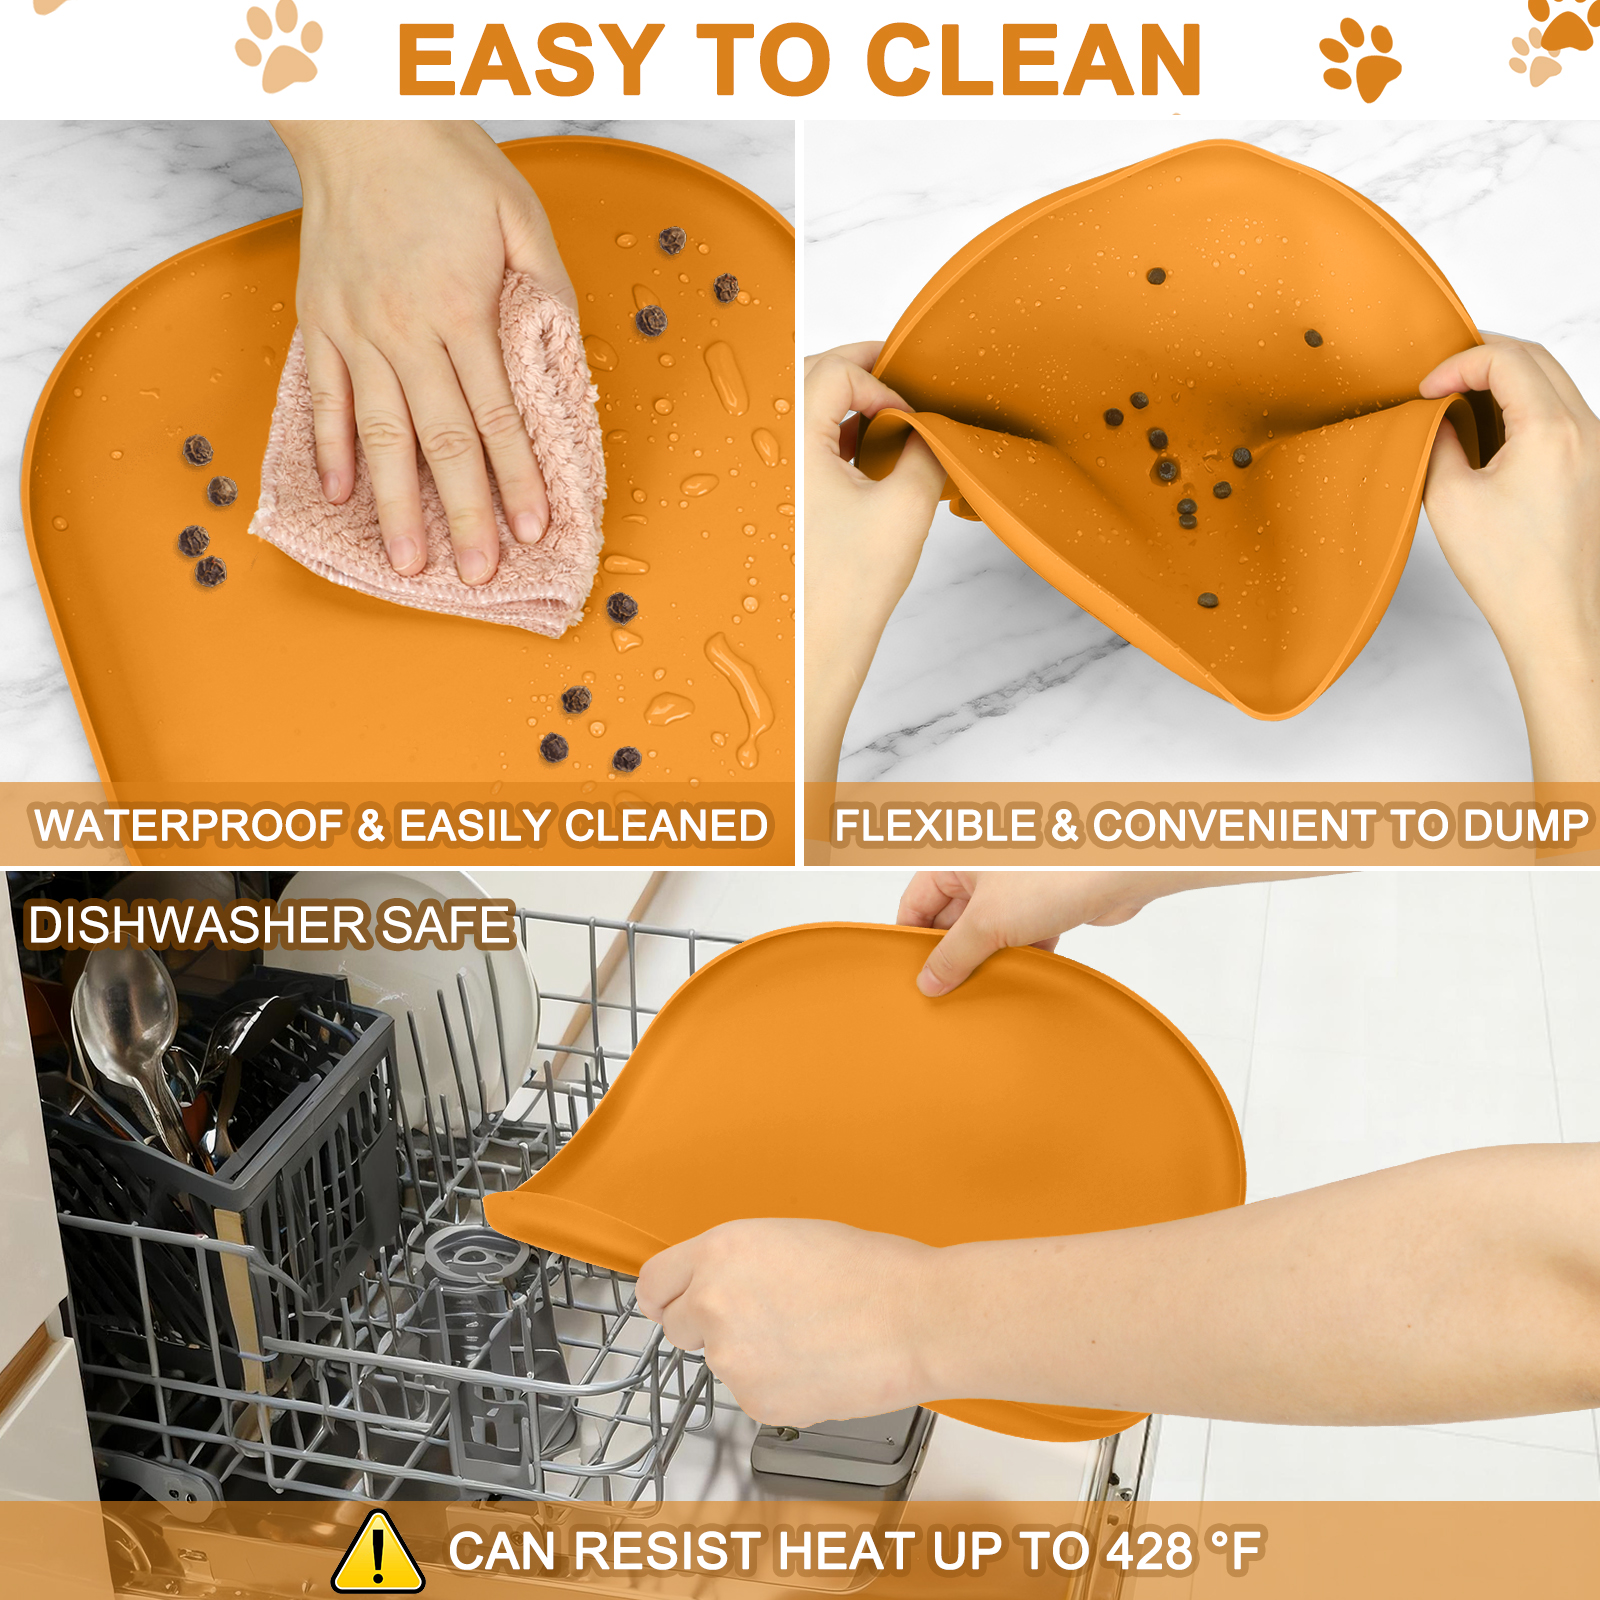 EASY TO CLEAN
WATERPROOF & EASILY CLEANED
FLEXIBLE & CONVENIENT TO DUMP
DISHWASHER SAFE
CAN RESIST HEAT UP TO 428 °F